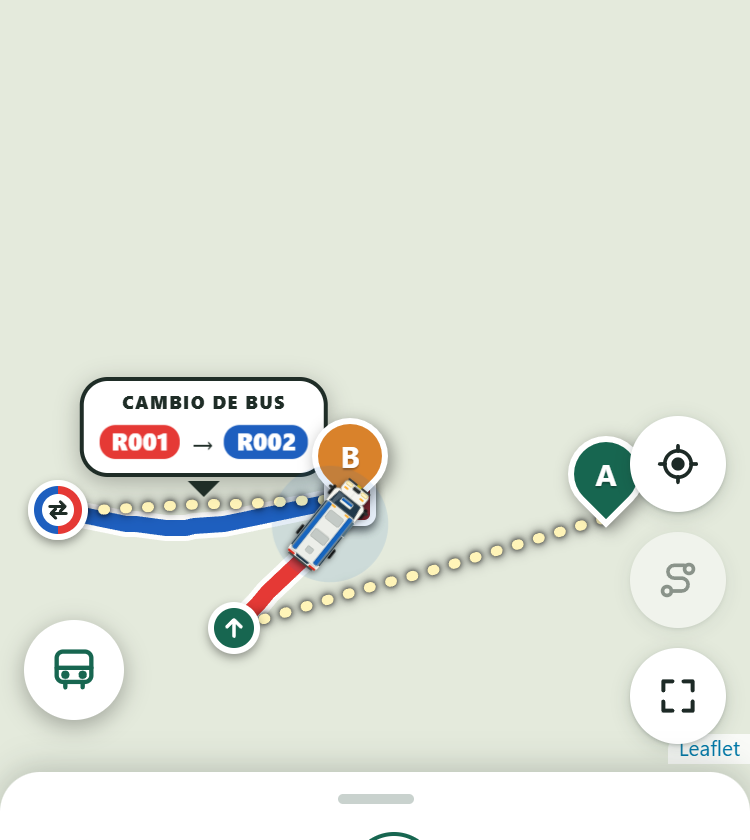 CAMBIO DE BUS
R001 → R002
B
A
Leaflet